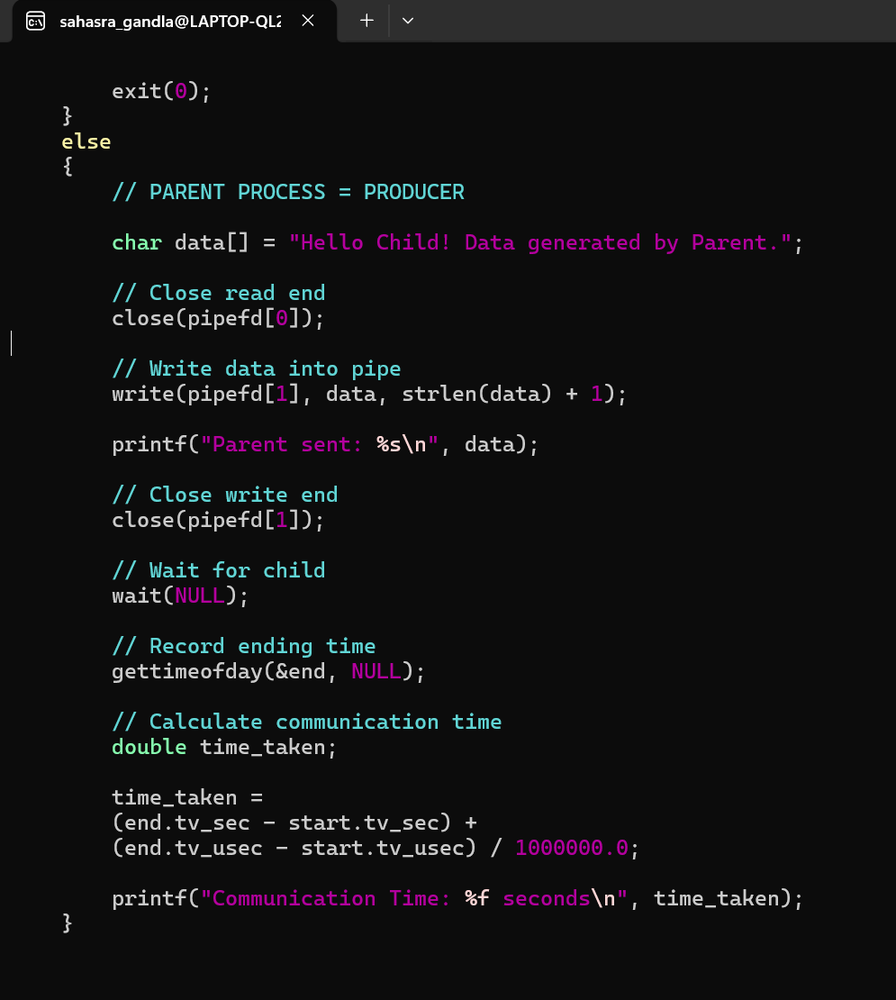 sahasra_gandla@LAPTOP-QL2
exit(0);
}
else
{
// PARENT PROCESS = PRODUCER
char data[] = "Hello Child! Data generated by Parent.";
// Close read end
close(pipefd[0]);
// Write data into pipe
write(pipefd[1], data, strlen(data) + 1);
printf("Parent sent: %s\n", data);
// Close write end
close(pipefd[1]);
// Wait for child
wait(NULL);
// Record ending time
gettimeofday(&end, NULL);
// Calculate communication time
double time_taken;
time_taken =
(end.tv_sec - start.tv_sec) +
(end.tv_usec - start.tv_usec) / 1000000.0;
printf("Communication Time: %f seconds\n", time_taken);
}